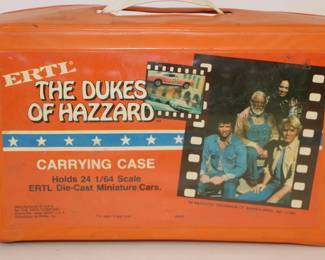 ERTL
THE DUKES
OF HAZZARD
CARRYING CASE
Holds 24 1/64 Scale
ERTL Die-Cast Miniature Cars.